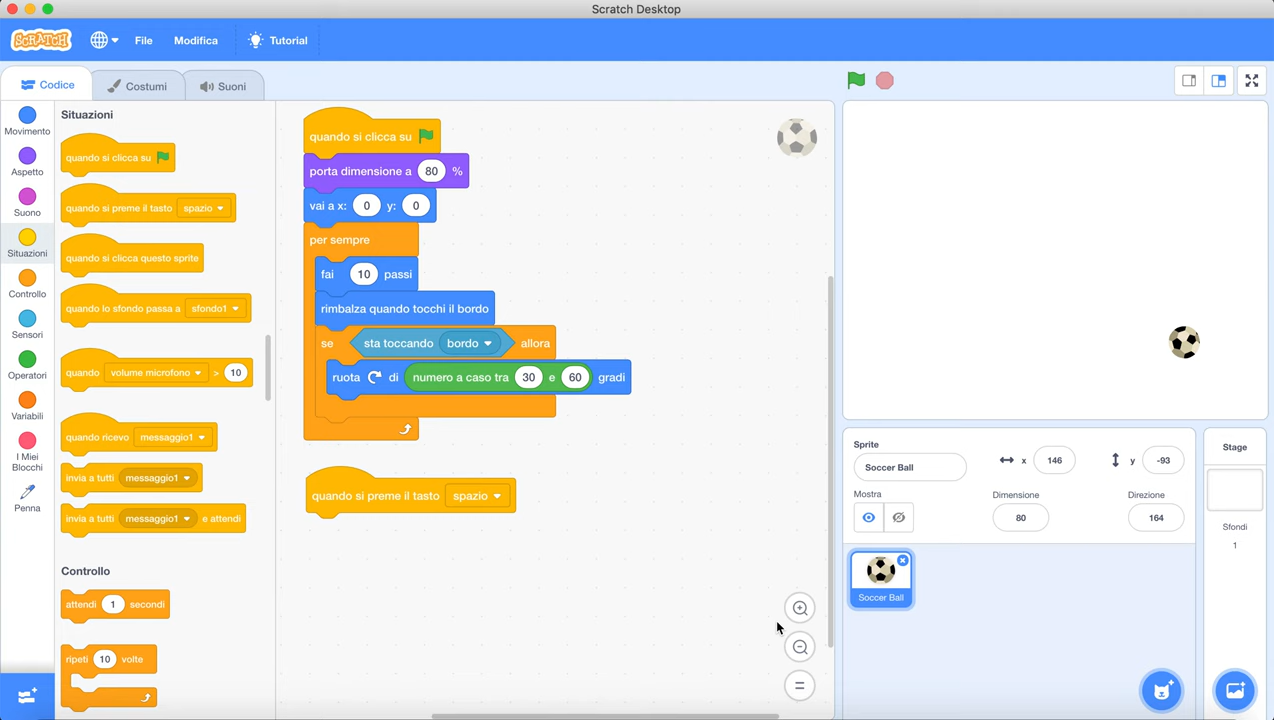 Scratch Desktop
SCRATCH
File
Modifica
Tutorial
Codice
Costumi
Suoni
Movimento
Aspetto
Suono
Situazioni
Controllo
Sensori
Operatori
Variabili
I Miei
Blocchi
Penna
Situazioni
quando si clicca su
quando si preme il tasto spazio
quando si clicca questo sprite
quando lo sfondo passa a sfondo1
quando volume microfono > 10
quando ricevo messaggio1
invia a tutti messaggio1
invia a tutti messaggio1 e attendi
Controllo
attendi 1 secondi
ripeti 10 volte
quando si clicca su
porta dimensione a 80 %
vai a x: 0 y: 0
per sempre
fai 10 passi
rimbalza quando tocchi il bordo
se sta toccando bordo allora
ruota di numero a caso tra 30 e 60 gradi
quando si preme il tasto spazio
Sprite
Soccer Ball
x 146
y -93
Mostra
Dimensione
80
Direzione
164
Soccer Ball
Stage
Sfondi
1